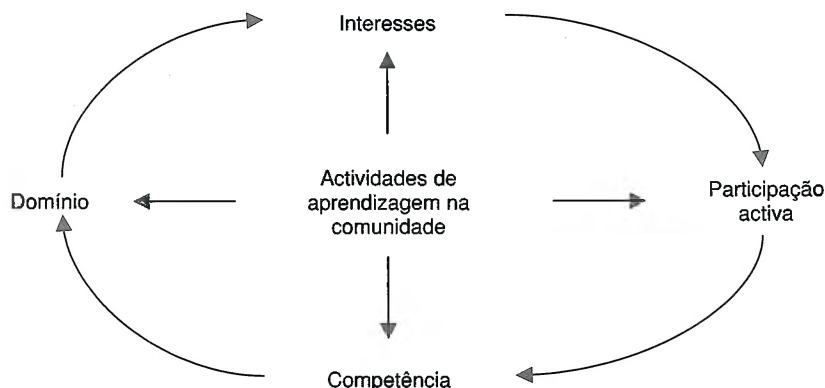 Interesses
Domínio
Actividades de
aprendizagem na
comunidade
Participação
activa
Competência